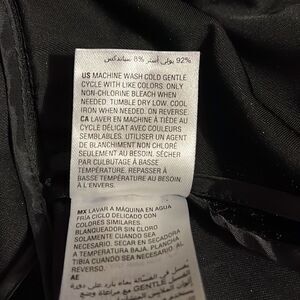 92% بولي أستر 8% سباندكس
US MACHINE WASH COLD GENTLE
CYCLE WITH LIKE COLORS. ONLY
NON-CHLORINE BLEACH WHEN
NEEDED. TUMBLE DRY LOW. COOL
IRON WHEN NEEDED. ON REVERSE.
CA LAVER EN MACHINE À TIÈDE AU
CYCLE DÉLICAT AVEC COULEURS
SEMBLABLES. UTILISER UN AGENT
DE BLANCHIMENT NON CHLORÉ
SEULEMENT AU BESOIN. SÉCHER
PAR CULBUTAGE À BASSE
TEMPÉRATURE. REPASSER À
BASSE TEMPÉRATURE AU BESOIN.
À L'ENVERS.
MX LAVAR A MÁQUINA EN AGUA
FRÍA CICLO DELICADO CON
COLORES SIMILARES.
BLANQUEADOR SIN CLORO
SOLAMENTE CUANDO SEA
NECESARIO. SECAR EN SECADORA
A TEMPERATURA BAJA. PLANCHA
TIBIA CUANDO SEA NECESARIO. AL
REVERSO.
AE
GENTLE